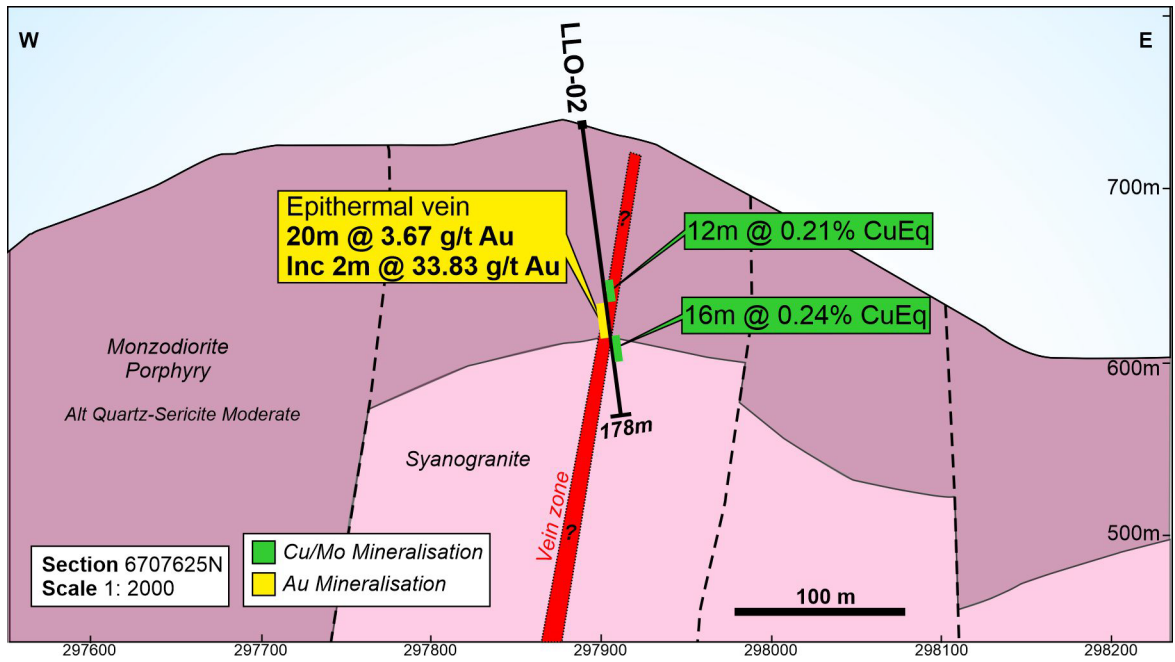 W
E
LLO-02
700m
Epithermal vein
20m @ 3.67 g/t Au
Inc 2m @ 33.83 g/t Au
?
12m @ 0.21% CuEq
16m @ 0.24% CuEq
Monzodiorite
Porphyry
Alt Quartz-Sericite Moderate
600m
178m
Syanogranite
Vein zone
?
500m
Section 6707625N
Scale 1: 2000
Cu/Mo Mineralisation
Au Mineralisation
100 m
297600
297700
297800
297900
298000
298100
298200